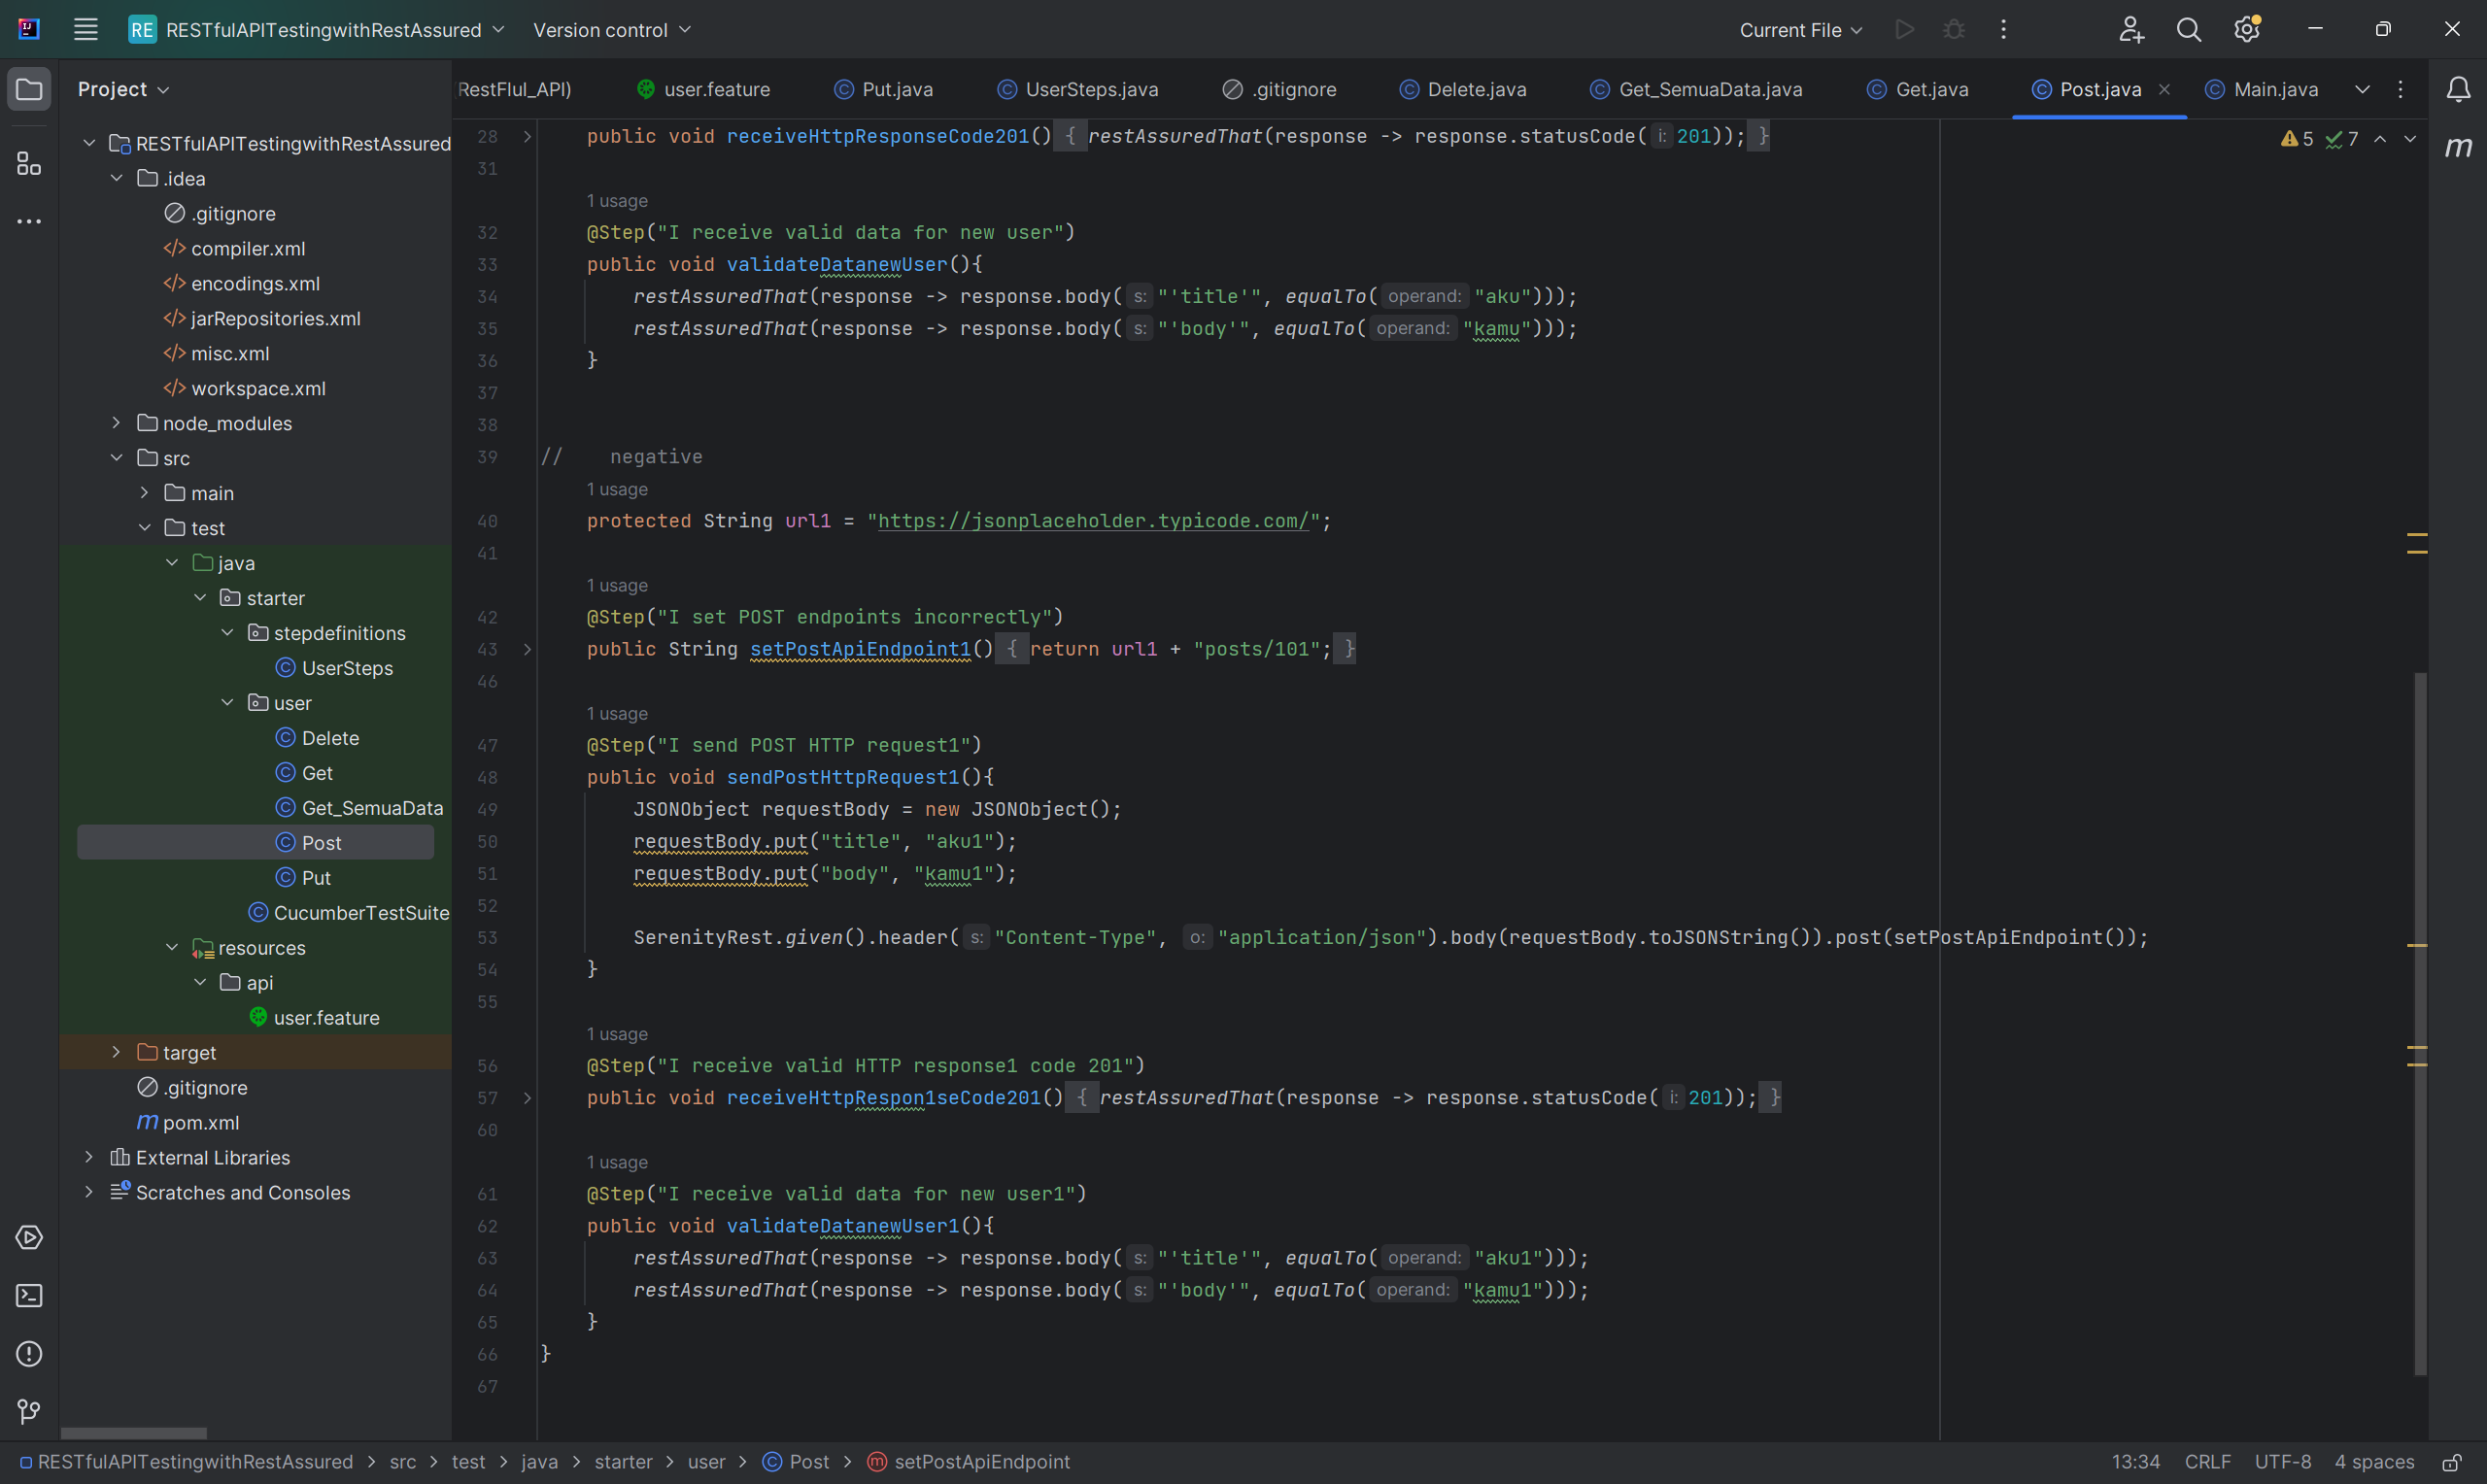 RE RESTfulAPITestingwithRestAssured Version control Current File
Project
RestFlul_API) user.feature Put.java UserSteps.java .gitignore Delete.java Get_SemuaData.java Get.java Post.java Main.java
RESTfulAPITestingwithRestAssured
.idea
.gitignore
compiler.xml
encodings.xml
jarRepositories.xml
misc.xml
workspace.xml
node_modules
src
main
test
java
starter
stepdefinitions
UserSteps
user
Delete
Get
Get_SemuaData
Post
Put
CucumberTestSuite
resources
api
user.feature
target
.gitignore
pom.xml
External Libraries
Scratches and Consoles
5 7
28 public void receiveHttpResponseCode201() { restAssuredThat(response -> response.statusCode( i: 201)); }
31
1 usage
32 @Step("I receive valid data for new user")
33 public void validateDatanewUser(){
34 restAssuredThat(response -> response.body( s: "'title'", equalTo( operand: "aku")));
35 restAssuredThat(response -> response.body( s: "'body'", equalTo( operand: "kamu")));
36 }
37
38
39 // negative
1 usage
40 protected String url1 = "https://jsonplaceholder.typicode.com/";
41
1 usage
42 @Step("I set POST endpoints incorrectly")
43 public String setPostApiEndpoint1() { return url1 + "posts/101"; }
46
1 usage
47 @Step("I send POST HTTP request1")
48 public void sendPostHttpRequest1(){
49 JSONObject requestBody = new JSONObject();
50 requestBody.put("title", "aku1");
51 requestBody.put("body", "kamu1");
52
53 SerenityRest.given().header( s: "Content-Type", o: "application/json").body(requestBody.toJSONString()).post(setPostApiEndpoint());
54 }
55
1 usage
56 @Step("I receive valid HTTP response1 code 201")
57 public void receiveHttpRespon1seCode201() { restAssuredThat(response -> response.statusCode( i: 201)); }
60
1 usage
61 @Step("I receive valid data for new user1")
62 public void validateDatanewUser1(){
63 restAssuredThat(response -> response.body( s: "'title'", equalTo( operand: "aku1")));
64 restAssuredThat(response -> response.body( s: "'body'", equalTo( operand: "kamu1")));
65 }
66 }
67
RESTfulAPITestingwithRestAssured > src > test > java > starter > user > Post > setPostApiEndpoint 13:34 CRLF UTF-8 4 spaces